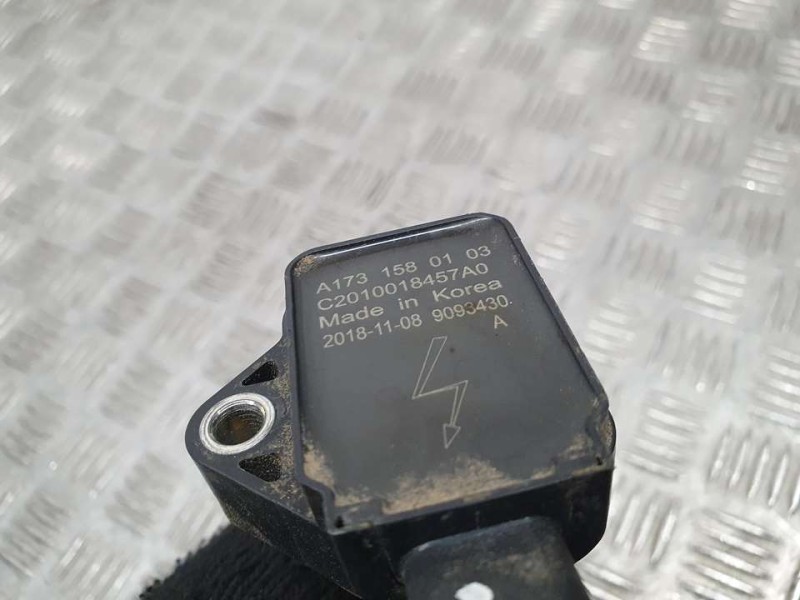 A173 158 01 03
C2010018457A0
Made in Korea
2018-11-08 9093430
A